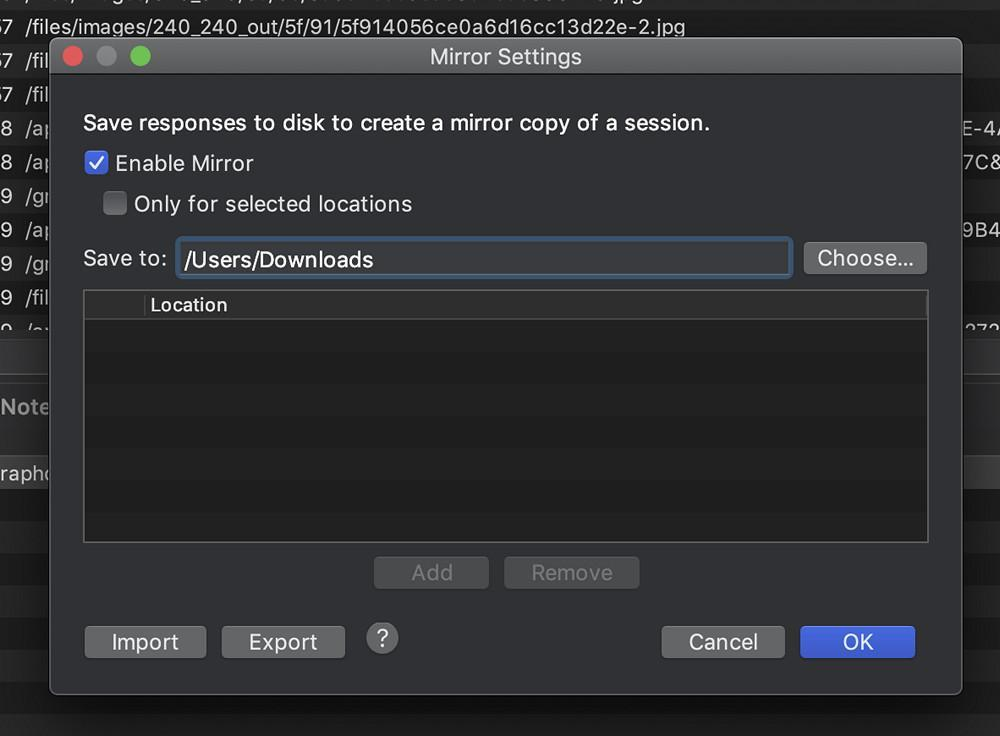 57 /files/images/240_240_out/5f/91/5f914056ce0a6d16cc13d22e-2.jpg
57 /fil
57 /fil
8 /ap
8 /ap
9 /gr
9 /ap
9 /gr
9 /fil
E-4
7C&
9B4
272
Mirror Settings
Save responses to disk to create a mirror copy of a session.
Enable Mirror
Only for selected locations
Save to: /Users/Downloads Choose...
Location
Note
raph
Add Remove
Import Export ? Cancel OK